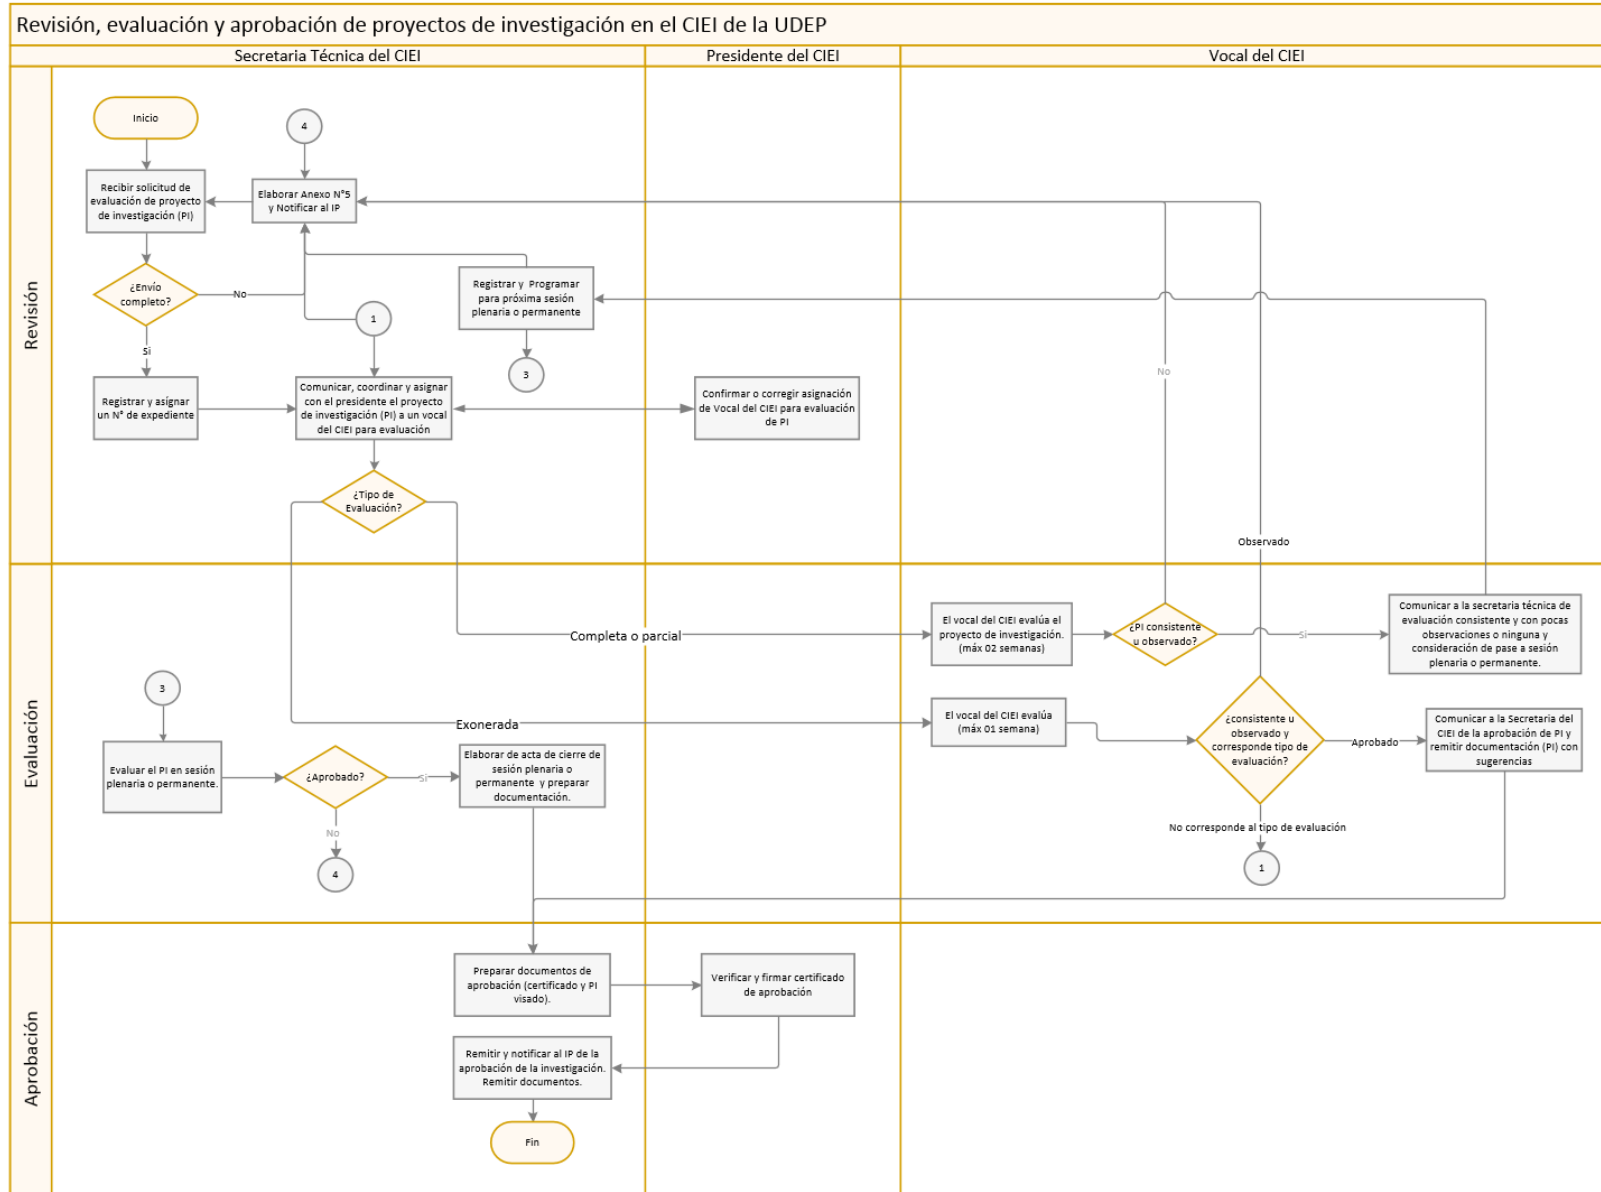 Revisión, evaluación y aprobación de proyectos de investigación en el CIEI de la UDEP
Secretaria Técnica del CIEI
Presidente del CIEI
Vocal del CIEI
Revisión
Inicio
4
Recibir solicitud de
evaluación de proyecto
de investigación (PI)
Elaborar Anexo N°5
y Notificar al IP
¿Envío
completo?
No
Registrar y Programar
para próxima sesión
plenaria o permanente
1
3
Si
Registrar y asignar
un N° de expediente
Comunicar, coordinar y asignar
con el presidente el proyecto
de investigación (PI) a un vocal
del CIEI para evaluación
Confirmar o corregir asignación
de Vocal del CIEI para evaluación
de PI
No
¿Tipo de
Evaluación?
Observado
Evaluación
Completa o parcial
El vocal del CIEI evalúa el
proyecto de investigación.
(máx 02 semanas)
¿PI consistente
u observado?
Si
Comunicar a la secretaria técnica de
evaluación consistente y con pocas
observaciones o ninguna y
consideración de pase a sesión
plenaria o permanente.
3
Exonerada
El vocal del CIEI evalúa
(máx 01 semana)
¿consistente u
observado y
corresponde tipo de
evaluación?
Aprobado
Comunicar a la Secretaria del
CIEI de la aprobación de PI y
remitir documentación (PI) con
sugerencias
Evaluar el PI en sesión
plenaria o permanente.
¿Aprobado?
Si
Elaborar de acta de cierre de
sesión plenaria o
permanente y preparar
documentación.
No
4
No corresponde al tipo de evaluación
1
Aprobación
Preparar documentos de
aprobación (certificado y PI
visado).
Verificar y firmar certificado
de aprobación
Remitir y notificar al IP de la
aprobación de la investigación.
Remitir documentos.
Fin